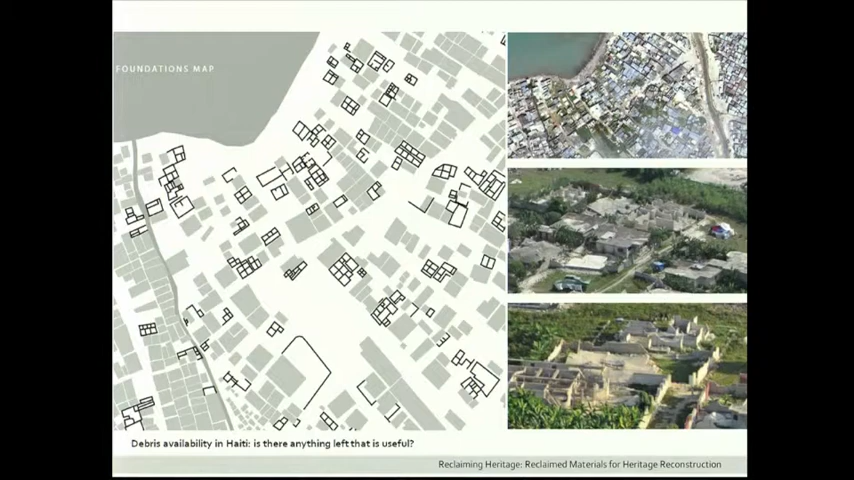 FOUNDATIONS MAP
Debris availability in Haiti: is there anything left that is useful?
Reclaiming Heritage: Reclaimed Materials for Heritage Reconstruction